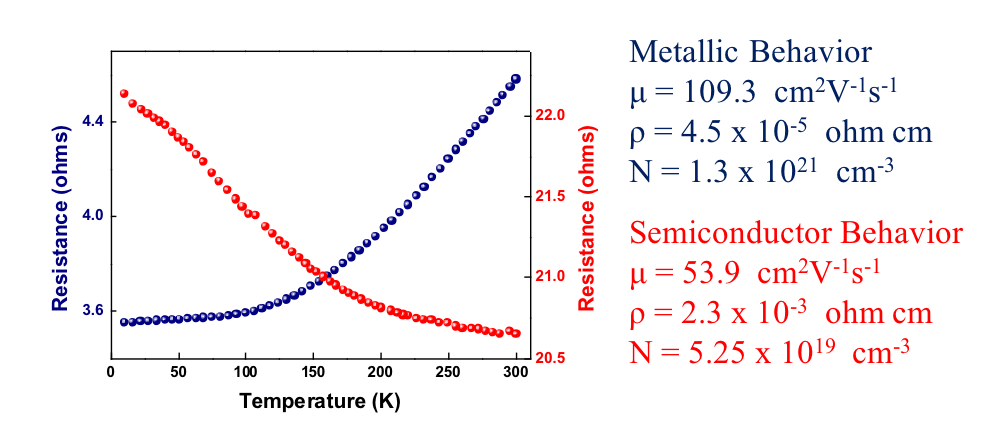 Resistance (ohms)
4.4
4.0
3.6
0
50
100
150
200
250
300
Temperature (K)
22.0
21.5
21.0
20.5
Resistance (ohms)
Metallic Behavior
μ = 109.3 cm²V⁻¹s⁻¹
ρ = 4.5 x 10⁻⁵ ohm cm
N = 1.3 x 10²¹ cm⁻³
Semiconductor Behavior
μ = 53.9 cm²V⁻¹s⁻¹
ρ = 2.3 x 10⁻³ ohm cm
N = 5.25 x 10¹⁹ cm⁻³